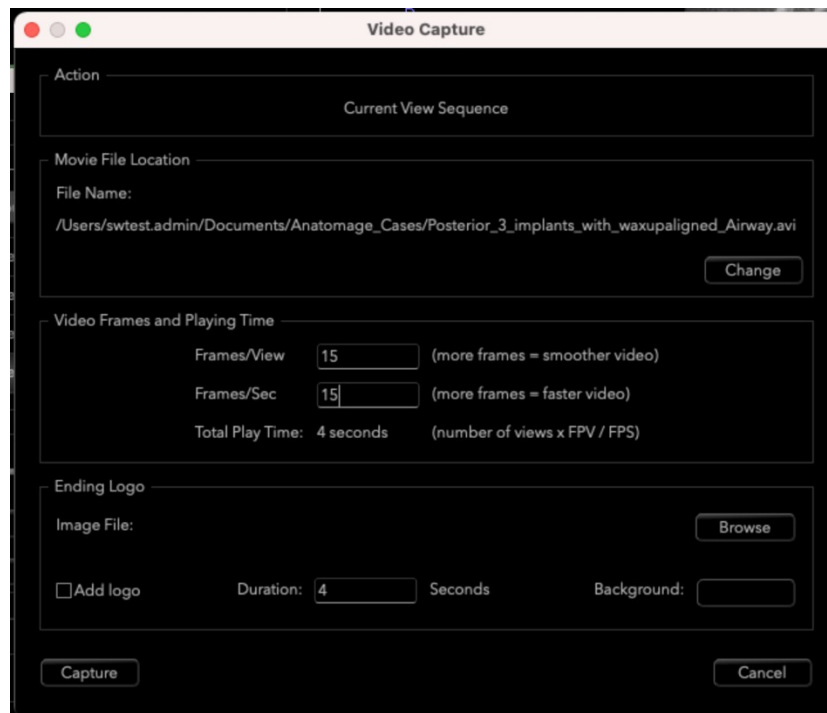 Video Capture
Action
Current View Sequence
Movie File Location
File Name:
/Users/swtest.admin/Documents/Anatomage_Cases/Posterior_3_implants_with_waxupaligned_Airway.avi
Change
Video Frames and Playing Time
Frames/View 15 (more frames = smoother video)
Frames/Sec 15 (more frames = faster video)
Total Play Time: 4 seconds (number of views x FPV / FPS)
Ending Logo
Image File: Browse
Add logo Duration: 4 Seconds Background:
Capture Cancel